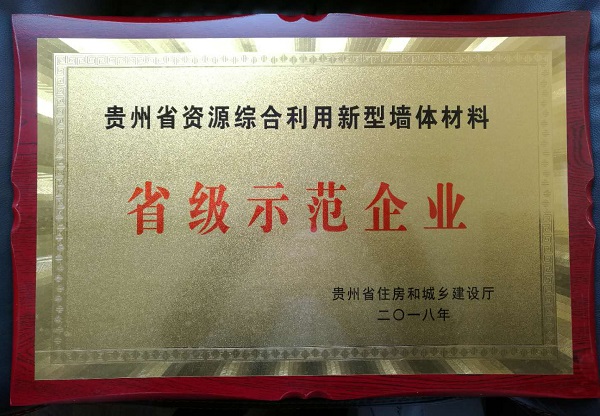 贵州省资源综合利用新型墙体材料
省级示范企业
贵州省住房和城乡建设厅
二〇一八年